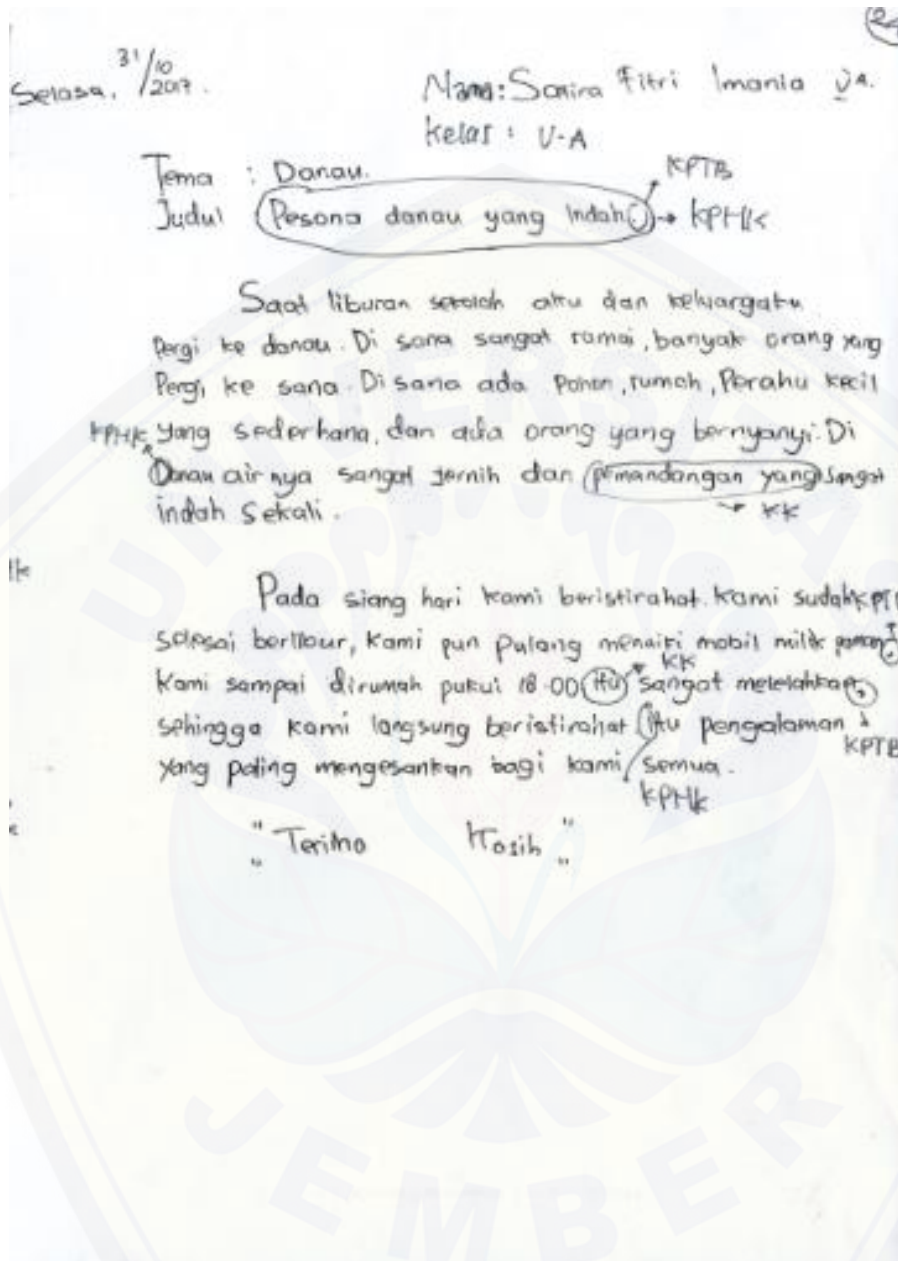 24
Selasa, 31/10 2017.
Nama: Sanira Fitri Imania J.A.
Kelas : V-A
Tema : Danau.
KPTB
Judul Pesona danau yang Indah. → KPHK
Saat liburan sekolah aku dan keluargaku
Pergi ke danau. Di sana sangat ramai, banyak orang yang
Pergi ke sana. Di sana ada Pohon, rumah, Perahu kecil
KPHK yang sederhana, dan ada orang yang bernyanyi. Di
Danau air nya sangat jernih dan pemandangan yang sangat
indah Sekali. → KK
Pada siang hari kami beristirahat. Kami sudah KPT
selesai berlibur, Kami pun Pulang menaiki mobil milik paman.
KK
Kami sampai dirumah pukul 18.00 itu sangat melelahkan,
sehingga Kami langsung beristirahat itu pengalaman
KPTB
yang paling mengesankan bagi kami semua.
KPHK
" Terima Kasih "
UNIVERSITAS
JEMBER